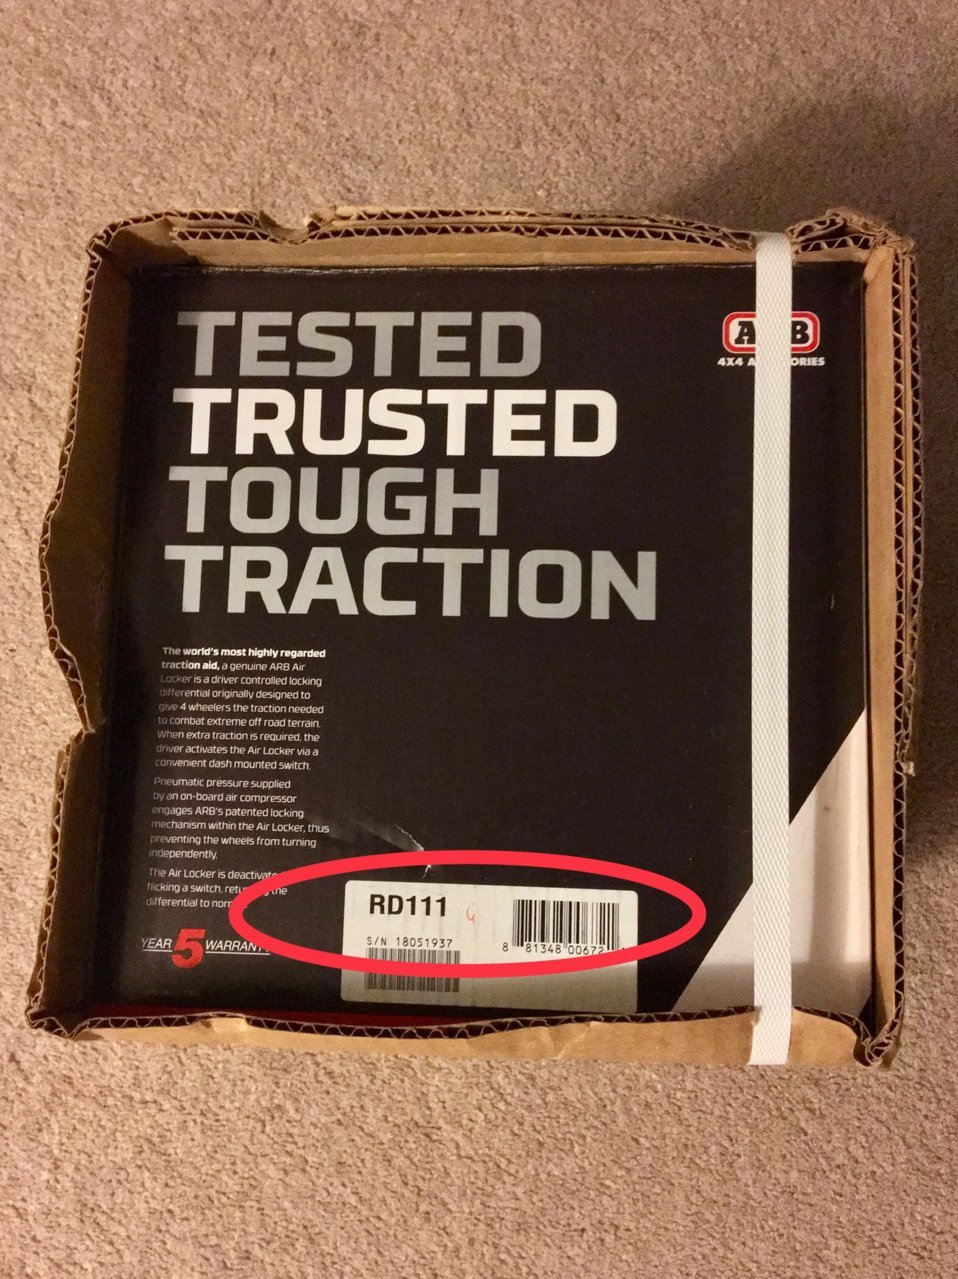 TESTED
TRUSTED
TOUGH
TRACTION
4X4
The world's most highly regarded
traction aid, a genuine ARB Air
Locker is a driver controlled locking
differential originally designed to
give 4 wheelers the traction needed
to combat extreme off road terrain.
When extra traction is required, the
driver activates the Air Locker via a
convenient dash mounted switch.
Pneumatic pressure supplied
by an on-board air compressor
engages ARB's patented locking
mechanism within the Air Locker, thus
preventing the wheels from turning
independently.
The Air Locker is
flicking a switch, the
differential to
YEAR 5 WARRANTY
RD111
S/N 18051937
8 81348 00672